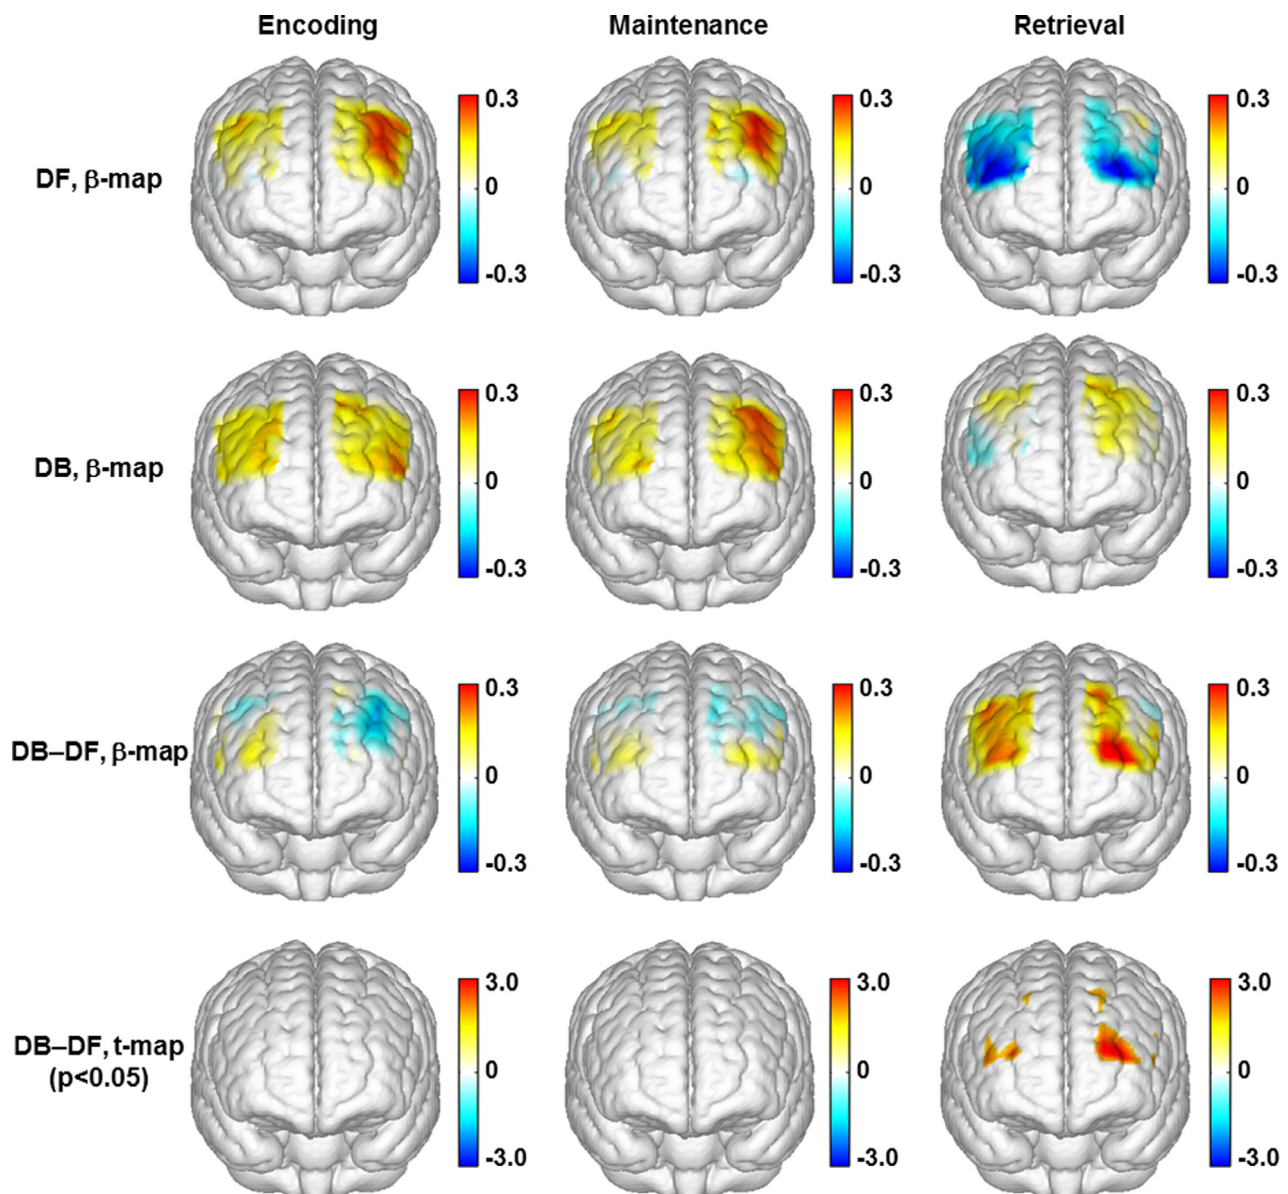 Encoding Maintenance Retrieval
0.3 0.3 0.3
DF, β-map 0 0 0
-0.3 -0.3 -0.3
0.3 0.3 0.3
DB, β-map 0 0 0
-0.3 -0.3 -0.3
0.3 0.3 0.3
DB–DF, β-map 0 0 0
-0.3 -0.3 -0.3
3.0 3.0 3.0
DB–DF, t-map 0 0 0
(p<0.05)
-3.0 -3.0 -3.0